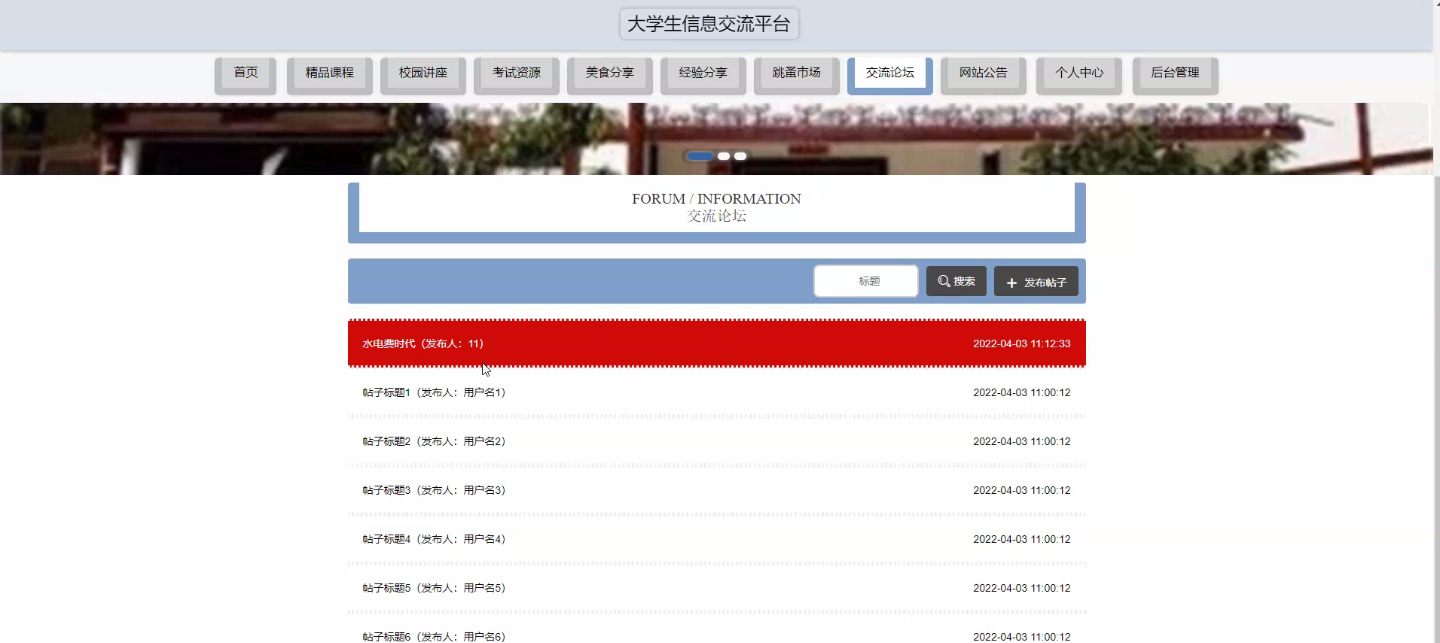 大学生信息交流平台
首页 精品课程 校园讲座 考试资源 美食分享 经验分享 跳蚤市场 交流论坛 网站公告 个人中心 后台管理
FORUM / INFORMATION
交流论坛
标题 搜索 + 发布帖子
水电费时代（发布人：11） 2022-04-03 11:12:33
帖子标题1（发布人：用户名1） 2022-04-03 11:00:12
帖子标题2（发布人：用户名2） 2022-04-03 11:00:12
帖子标题3（发布人：用户名3） 2022-04-03 11:00:12
帖子标题4（发布人：用户名4） 2022-04-03 11:00:12
帖子标题5（发布人：用户名5） 2022-04-03 11:00:12
帖子标题6（发布人：用户名6） 2022-04-03 11:00:12